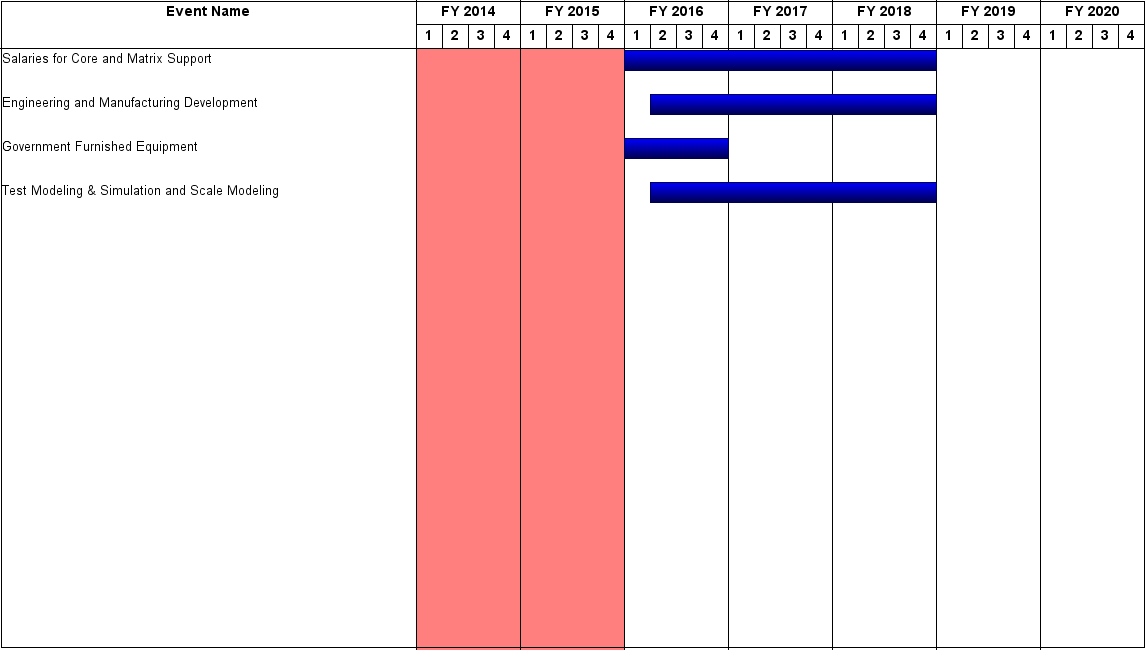 Event Name FY 2014 FY 2015 FY 2016 FY 2017 FY 2018 FY 2019 FY 2020
1 2 3 4 1 2 3 4 1 2 3 4 1 2 3 4 1 2 3 4 1 2 3 4 1 2 3 4
Salaries for Core and Matrix Support
Engineering and Manufacturing Development
Government Furnished Equipment
Test Modeling & Simulation and Scale Modeling